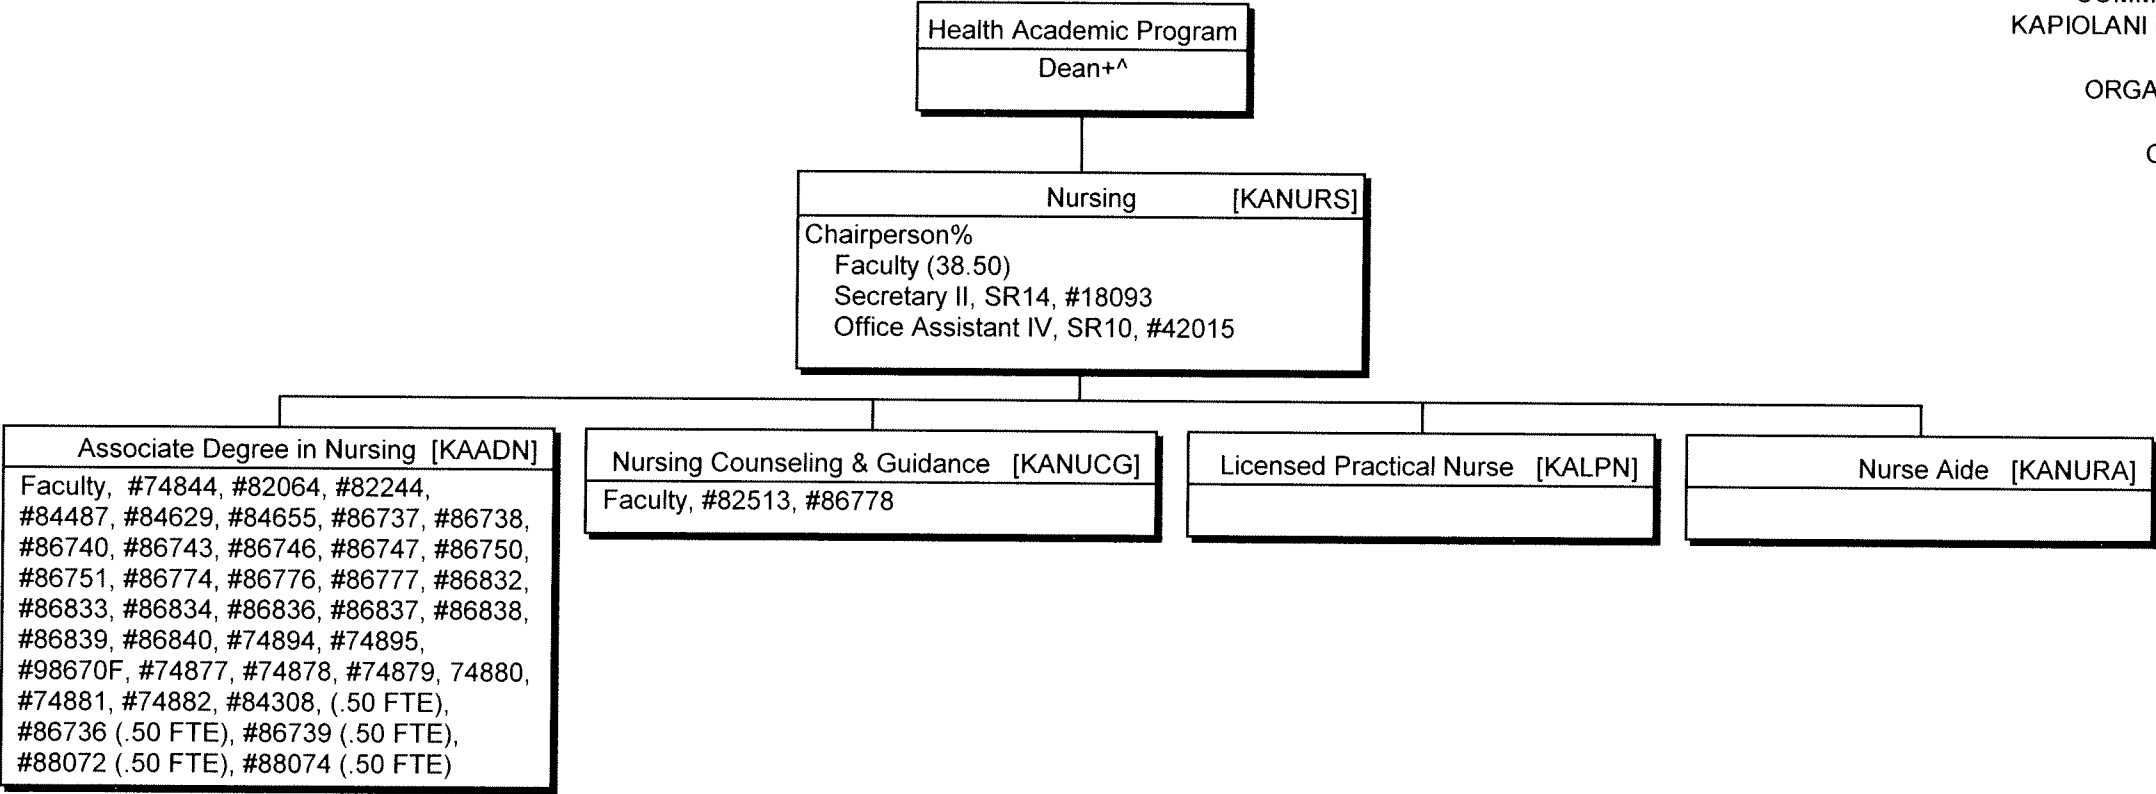 KAPIOLANI
ORGA
Health Academic Program
Dean+^
Nursing [KANURS]
Chairperson%
Faculty (38.50)
Secretary II, SR14, #18093
Office Assistant IV, SR10, #42015
Associate Degree in Nursing [KAADN]
Faculty, #74844, #82064, #82244,
#84487, #84629, #84655, #86737, #86738,
#86740, #86743, #86746, #86747, #86750,
#86751, #86774, #86776, #86777, #86832,
#86833, #86834, #86836, #86837, #86838,
#86839, #86840, #74894, #74895,
#98670F, #74877, #74878, #74879, 74880,
#74881, #74882, #84308, (.50 FTE),
#86736 (.50 FTE), #86739 (.50 FTE),
#88072 (.50 FTE), #88074 (.50 FTE)
Nursing Counseling & Guidance [KANUCG]
Faculty, #82513, #86778
Licensed Practical Nurse [KALPN]
Nurse Aide [KANURA]